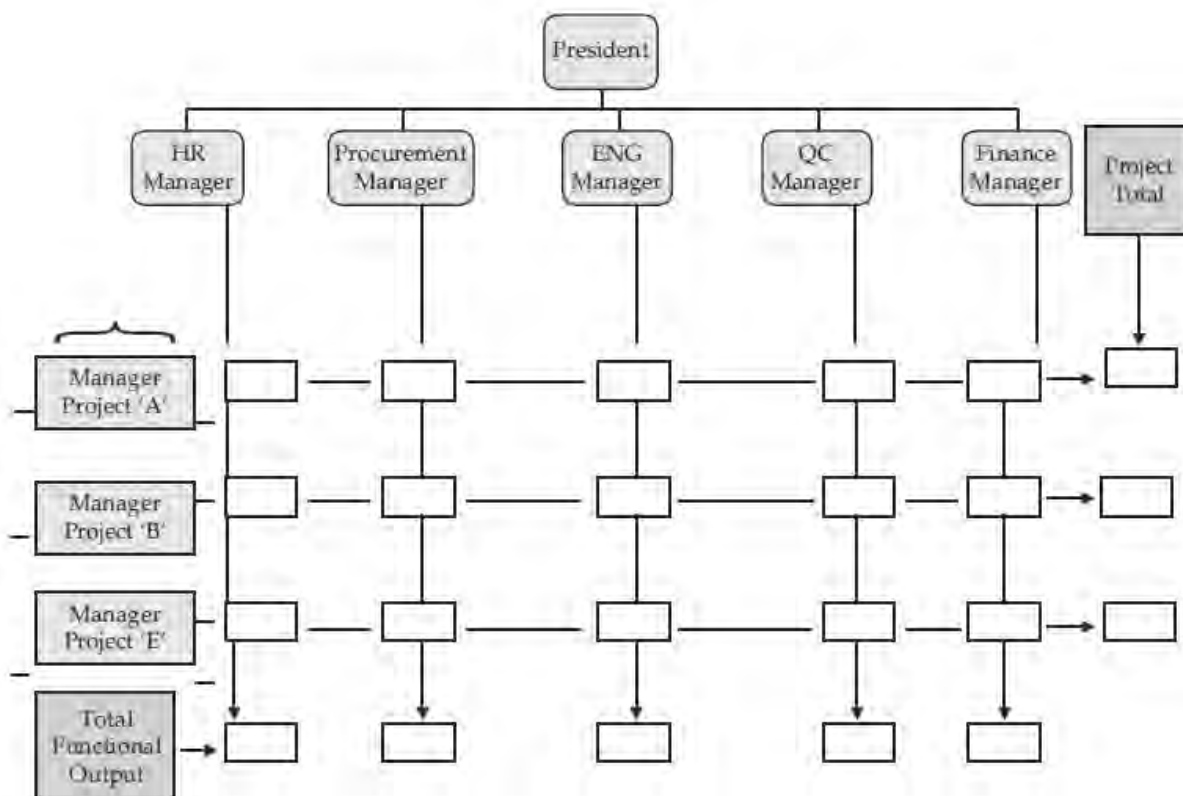 President
HR
Manager
Procurement
Manager
ENG
Manager
QC
Manager
Finance
Manager
Project
Total
Manager
Project 'A'
Manager
Project 'B'
Manager
Project 'E'
Total
Functional
Output